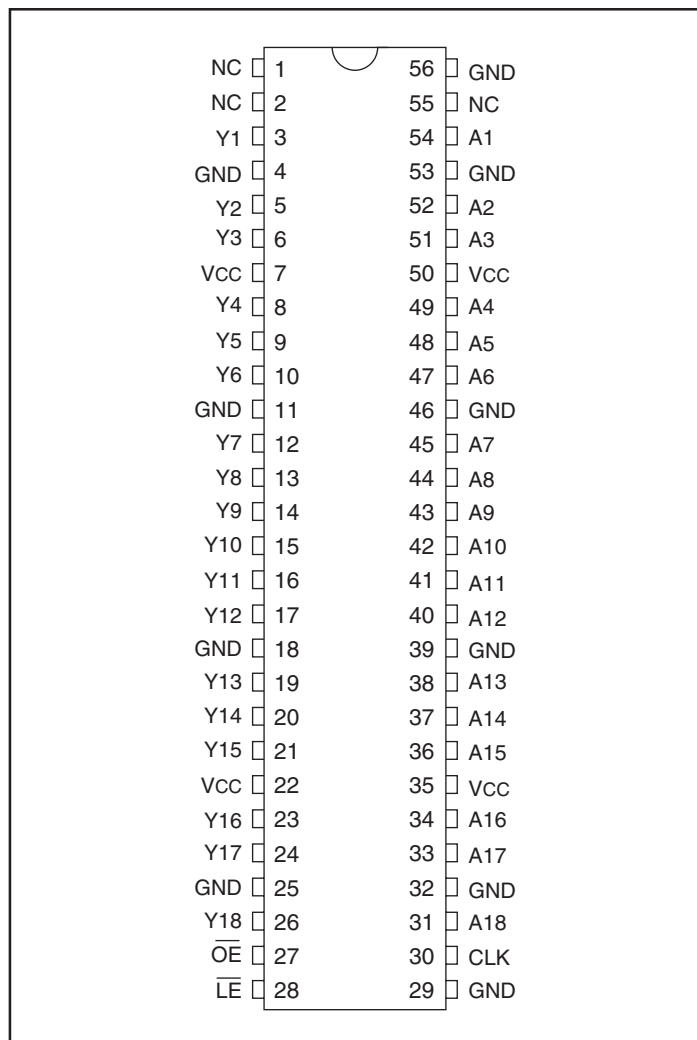 NC 1 56 GND
NC 2 55 NC
Y1 3 54 A1
GND 4 53 GND
Y2 5 52 A2
Y3 6 51 A3
VCC 7 50 VCC
Y4 8 49 A4
Y5 9 48 A5
Y6 10 47 A6
GND 11 46 GND
Y7 12 45 A7
Y8 13 44 A8
Y9 14 43 A9
Y10 15 42 A10
Y11 16 41 A11
Y12 17 40 A12
GND 18 39 GND
Y13 19 38 A13
Y14 20 37 A14
Y15 21 36 A15
VCC 22 35 VCC
Y16 23 34 A16
Y17 24 33 A17
GND 25 32 GND
Y18 26 31 A18
O̅E̅ 27 30 CLK
L̅E̅ 28 29 GND